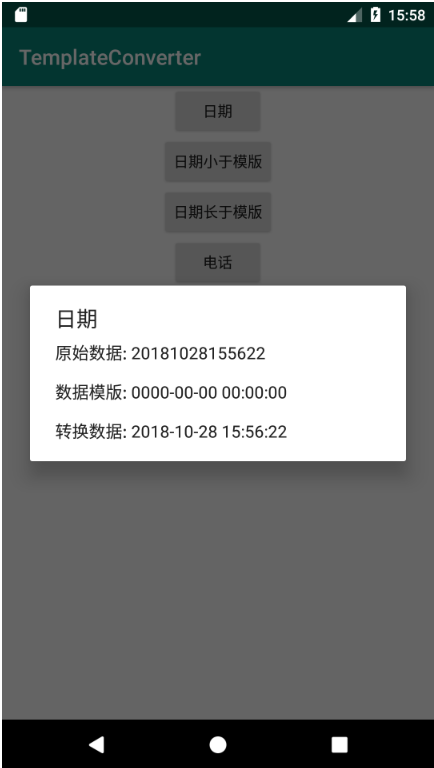 15:58
TemplateConverter
日期
日期小于模版
日期长于模版
电话
日期
原始数据: 20181028155622
数据模版: 0000-00-00 00:00:00
转换数据: 2018-10-28 15:56:22